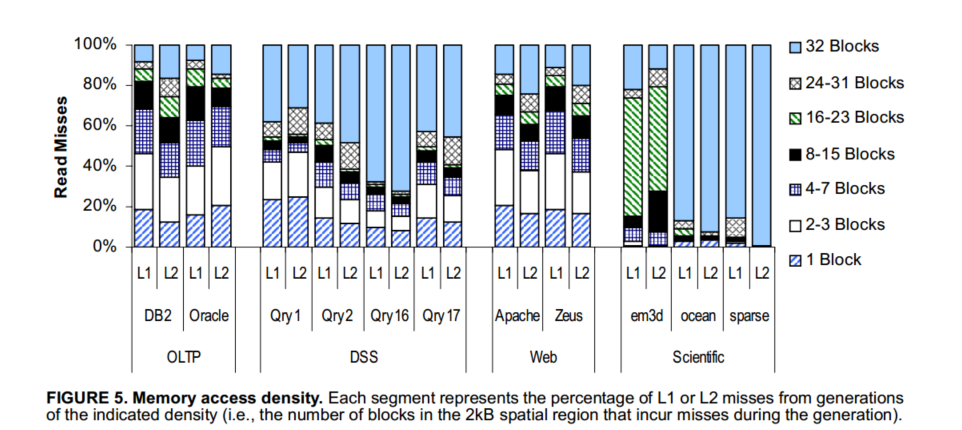 100%
80%
60%
40%
20%
0%
Read Misses
32 Blocks
24-31 Blocks
16-23 Blocks
8-15 Blocks
4-7 Blocks
2-3 Blocks
1 Block
L1 L2 L1 L2 L1 L2 L1 L2 L1 L2 L1 L2 L1 L2 L1 L2 L1 L2 L1 L2 L1 L2
DB2 Oracle Qry1 Qry2 Qry16 Qry17 Apache Zeus em3d ocean sparse
OLTP DSS Web Scientific
FIGURE 5. Memory access density. Each segment represents the percentage of L1 or L2 misses from generations
of the indicated density (i.e., the number of blocks in the 2kB spatial region that incur misses during the generation).